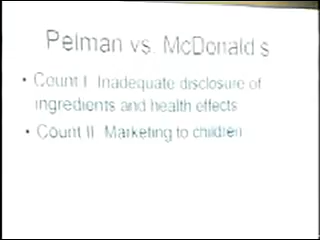 Pelman vs. McDonald s
• Count I Inadequate disclosure of
ingredients and health effects
• Count II Marketing to children